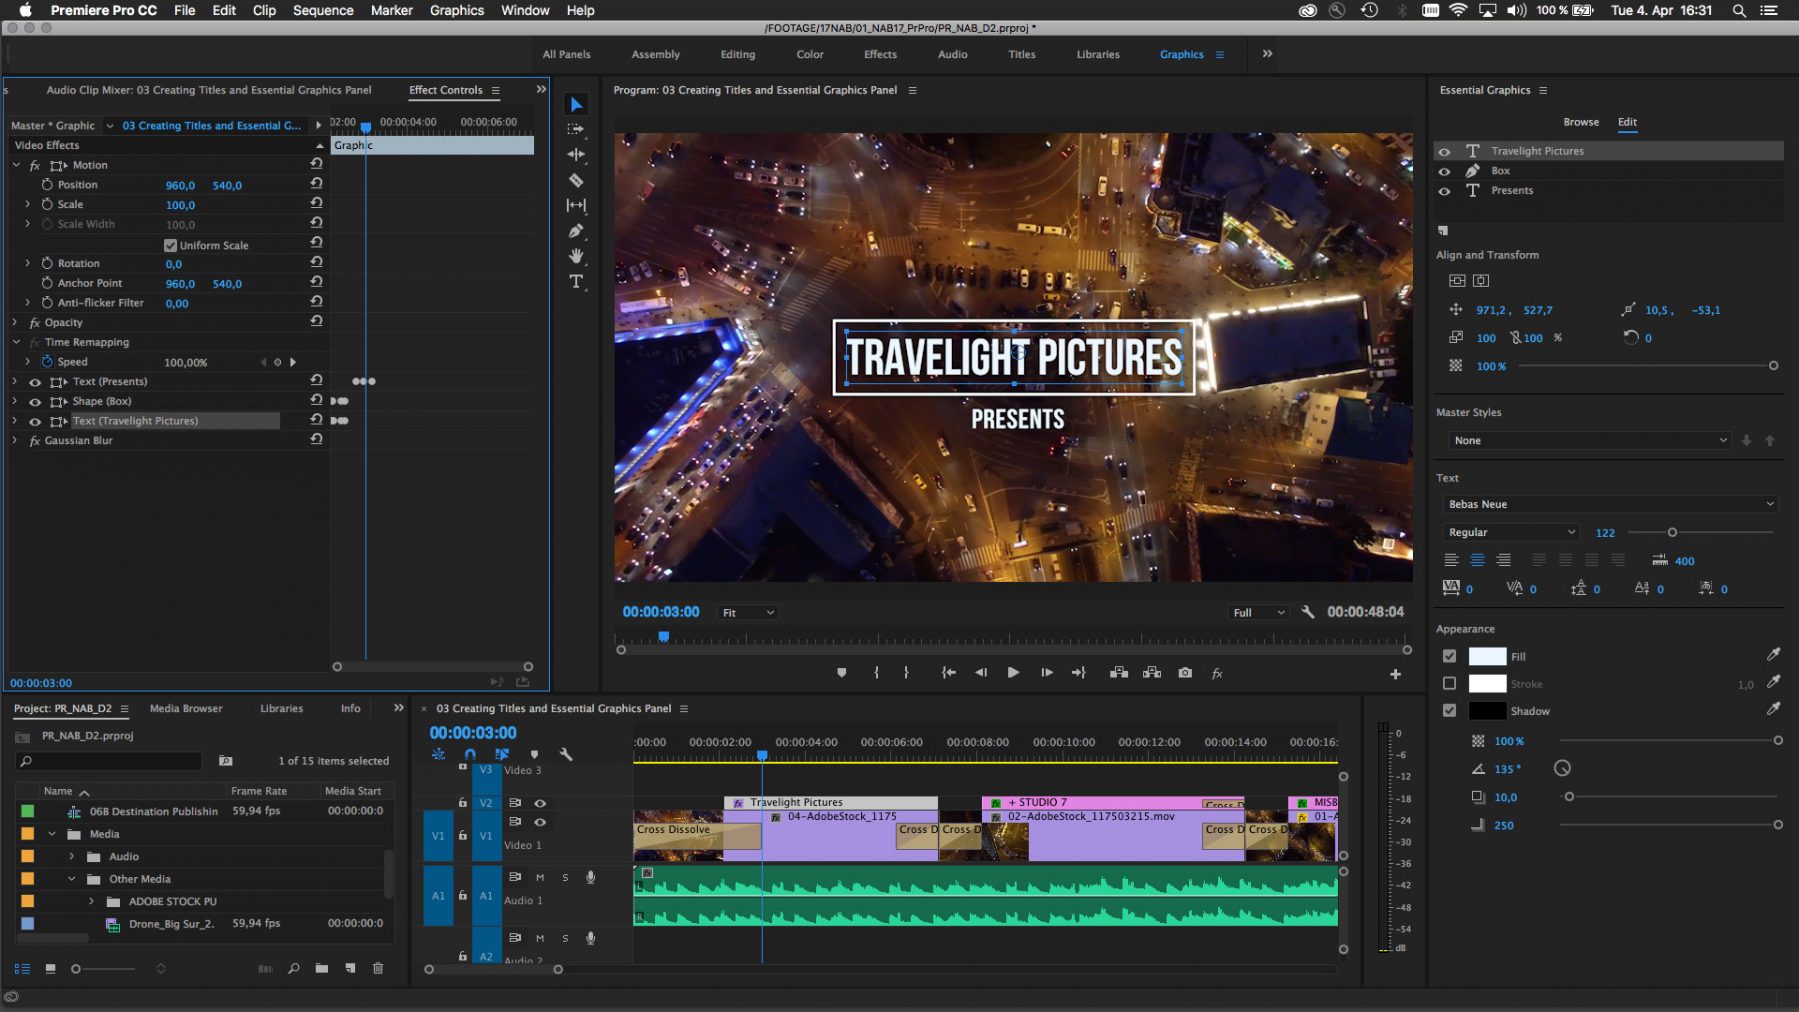 Premiere Pro CC File Edit Clip Sequence Marker Graphics Window Help
100 % Tue 4. Apr 16:31
/FOOTAGE/17NAB/01_NAB17_PrPro/PR_NAB_D2.prproj *
All Panels Assembly Editing Color Effects Audio Titles Libraries Graphics
s Audio Clip Mixer: 03 Creating Titles and Essential Graphics Panel Effect Controls
Master * Graphic 03 Creating Titles and Essential G...
02:00 00:00:04:00 00:00:06:00
Video Effects
Graphic
fx Motion
Position 960,0 540,0
Scale 100,0
Scale Width 100,0
Uniform Scale
Rotation 0,0
Anchor Point 960,0 540,0
Anti-flicker Filter 0,00
fx Opacity
Time Remapping
Speed 100,00%
Text (Presents)
Shape (Box)
Text (Travelight Pictures)
fx Gaussian Blur
00:00:03:00
Program: 03 Creating Titles and Essential Graphics Panel
TRAVELIGHT PICTURES
PRESENTS
00:00:03:00 Fit Full 00:00:48:04
fx
Essential Graphics
Browse Edit
Travelight Pictures
Box
Presents
Align and Transform
971,2 , 527,7 10,5 , -53,1
100 100 % 0
100 %
Master Styles
None
Text
Bebas Neue
Regular 122
400
0 0 0 0 0
Appearance
Fill
Stroke 1,0
Shadow
100 %
135 °
10,0
250
Project: PR_NAB_D2 Media Browser Libraries Info
PR_NAB_D2.prproj
1 of 15 items selected
Name Frame Rate Media Start
06B Destination Publishin 59,94 fps 00:00:00:0
Media
Audio
Other Media
ADOBE STOCK PU
Drone_Big Sur_2. 59,94 fps 00:00:00:0
× 03 Creating Titles and Essential Graphics Panel
00:00:03:00
:00:00 00:00:02:00 00:00:04:00 00:00:06:00 00:00:08:00 00:00:10:00 00:00:12:00 00:00:14:00 00:00:16:
V3 Video 3
V2 fx Travelight Pictures fx + STUDIO 7 Cross D fx MISB
fx 04-AdobeStock_1175 fx 02-AdobeStock_117503215.mov fx 01-A
V1 V1 Video 1 Cross Dissolve Cross D Cross D Cross D Cross D
A1 A1 M S Audio 1
fx
L
R
A2 M S Audio 2
0
-6
-12
-18
-24
-30
-36
-42
-48
-54
dB